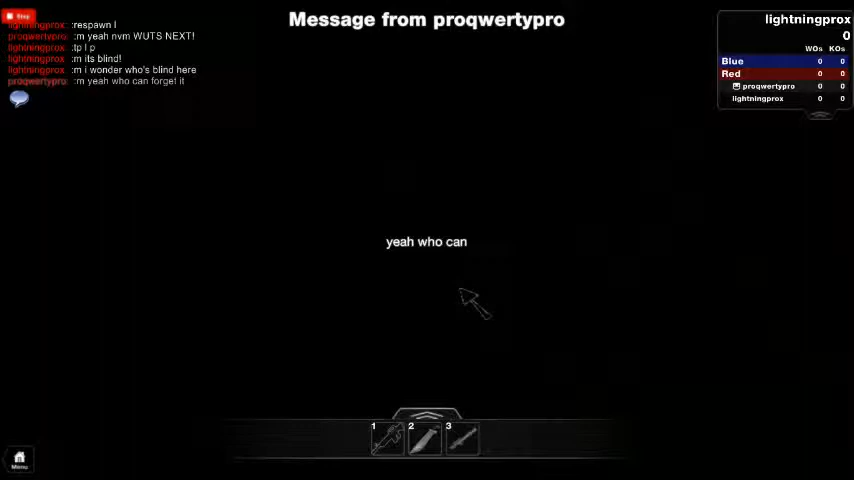 Stop
lightningprox: :respawn l
proqwertypro: :m yeah nvm WUTS NEXT!
lightningprox: :tp l p
lightningprox: :m its blind!
lightningprox: :m i wonder who's blind here
proqwertypro: :m yeah who can forget it
Message from proqwertypro
lightningprox
0
WOs KOs
Blue 0 0
Red 0 0
proqwertypro 0 0
lightningprox 0 0
yeah who can
1 2 3
Menu